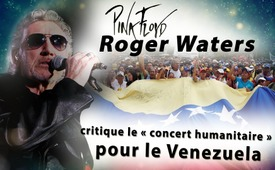 PINK FLOYD
Roger Waters
critique le « concert humanitaire »
pour le Venezuela